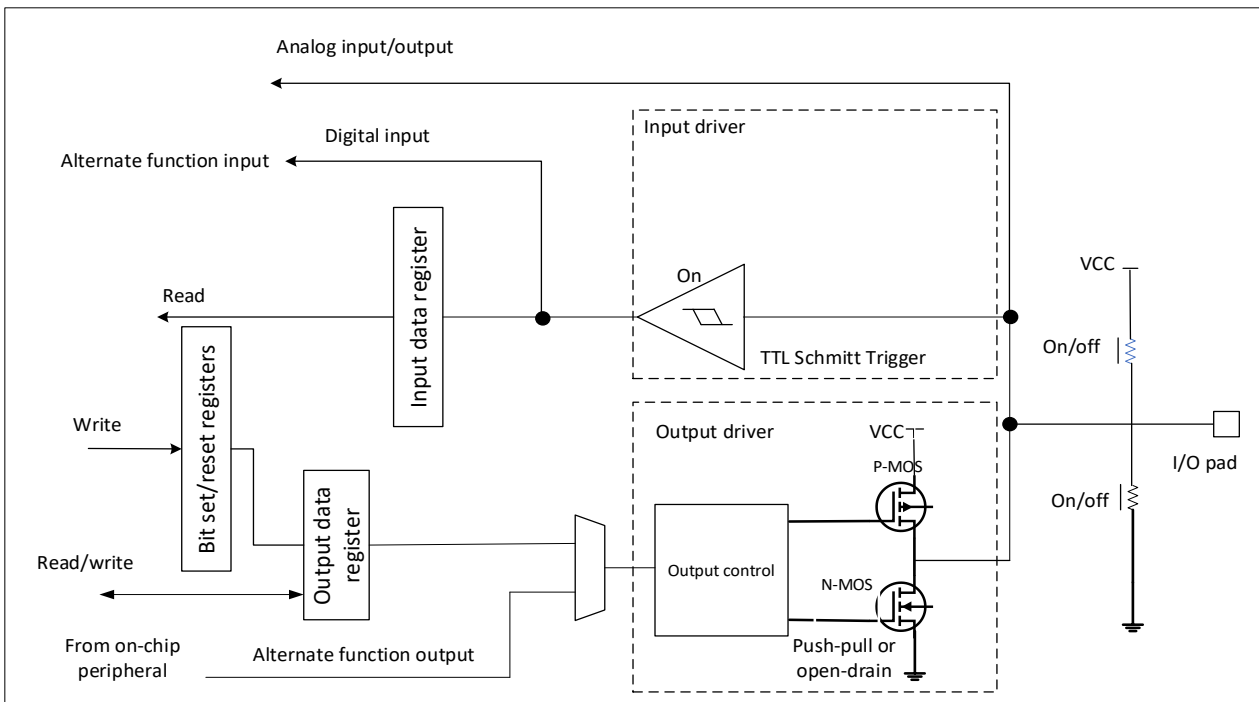 Analog input/output
Input driver
Digital input
Alternate function input
On
VCC
Read
Input data register
TTL Schmitt Trigger
On/off
Bit set/reset registers
Write
Output driver
VCC
I/O pad
P-MOS
On/off
Output data
register
Read/write
Output control
N-MOS
From on-chip
peripheral
Alternate function output
Push-pull or
open-drain